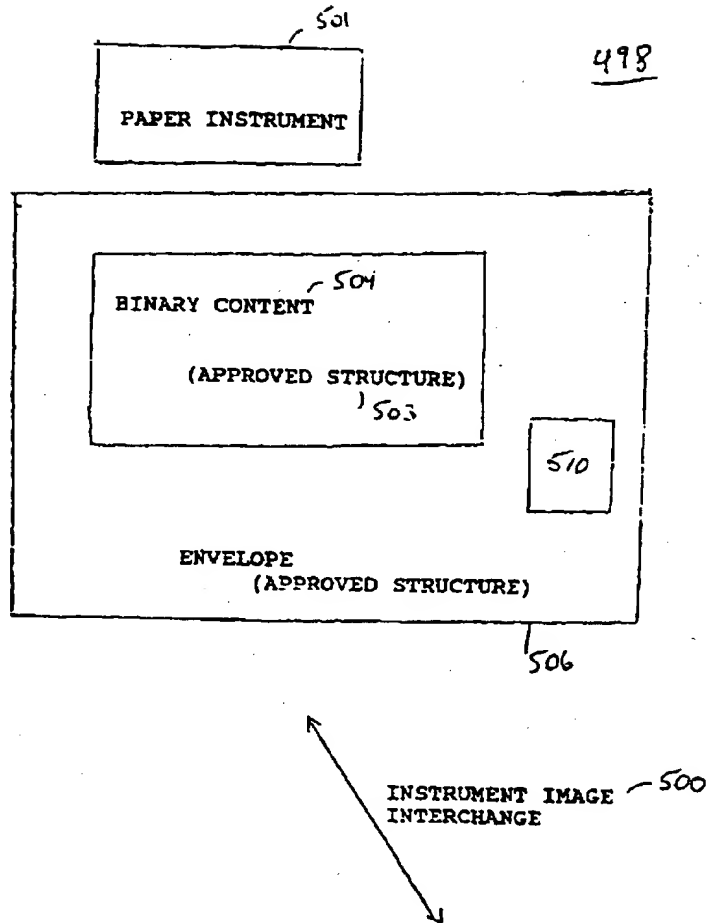 501
498
PAPER INSTRUMENT
504
BINARY CONTENT
(APPROVED STRUCTURE)
503
510
ENVELOPE
(APPROVED STRUCTURE)
506
INSTRUMENT IMAGE 500
INTERCHANGE